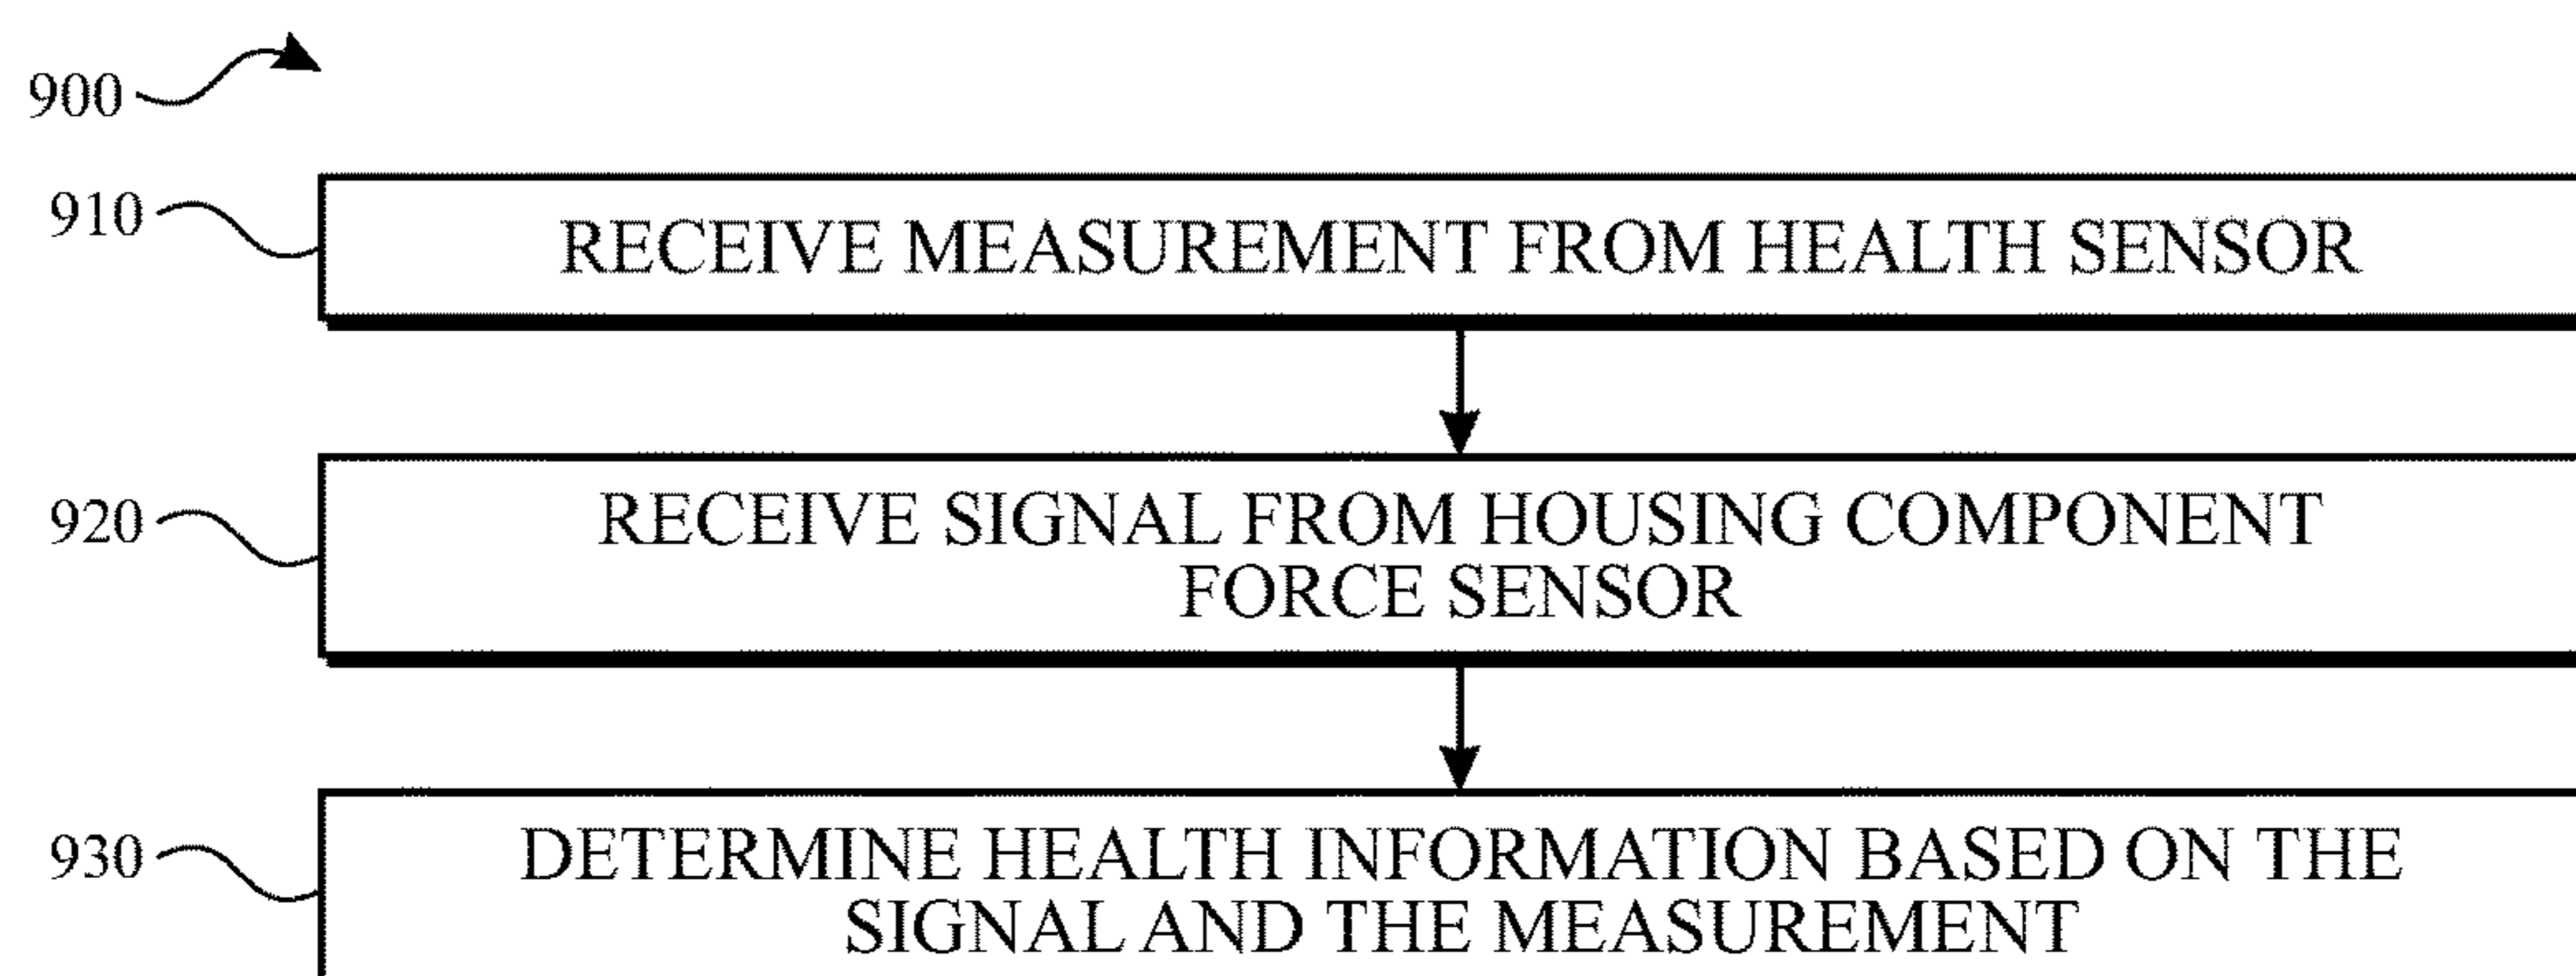 900
910
RECEIVE MEASUREMENT FROM HEALTH SENSOR
920
RECEIVE SIGNAL FROM HOUSING COMPONENT
FORCE SENSOR
930
DETERMINE HEALTH INFORMATION BASED ON THE
SIGNAL AND THE MEASUREMENT